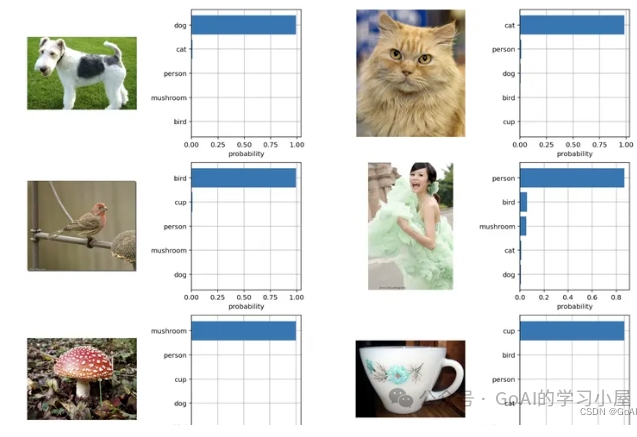 dog
cat
person
mushroom
bird
0.00 0.25 0.50 0.75 1.00
probability
cat
person
dog
bird
cup
0.00 0.25 0.50 0.75 1.00
probability
bird
cup
person
mushroom
dog
0.00 0.25 0.50 0.75 1.00
probability
person
bird
mushroom
cat
dog
0.0 0.2 0.4 0.6 0.8
probability
mushroom
person
cup
dog
cup
bird
person
cat
号 · GoAI的学习小屋
CSDN @GoAI